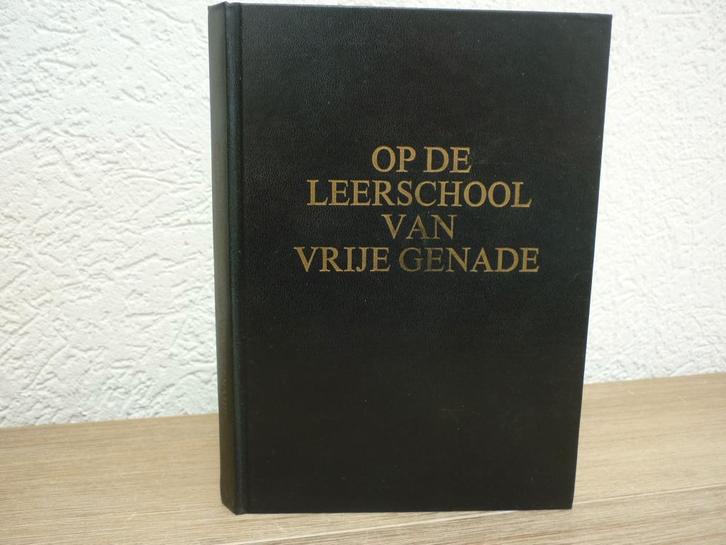 OP DE
LEERSCHOOL
VAN
VRIJE GENADE